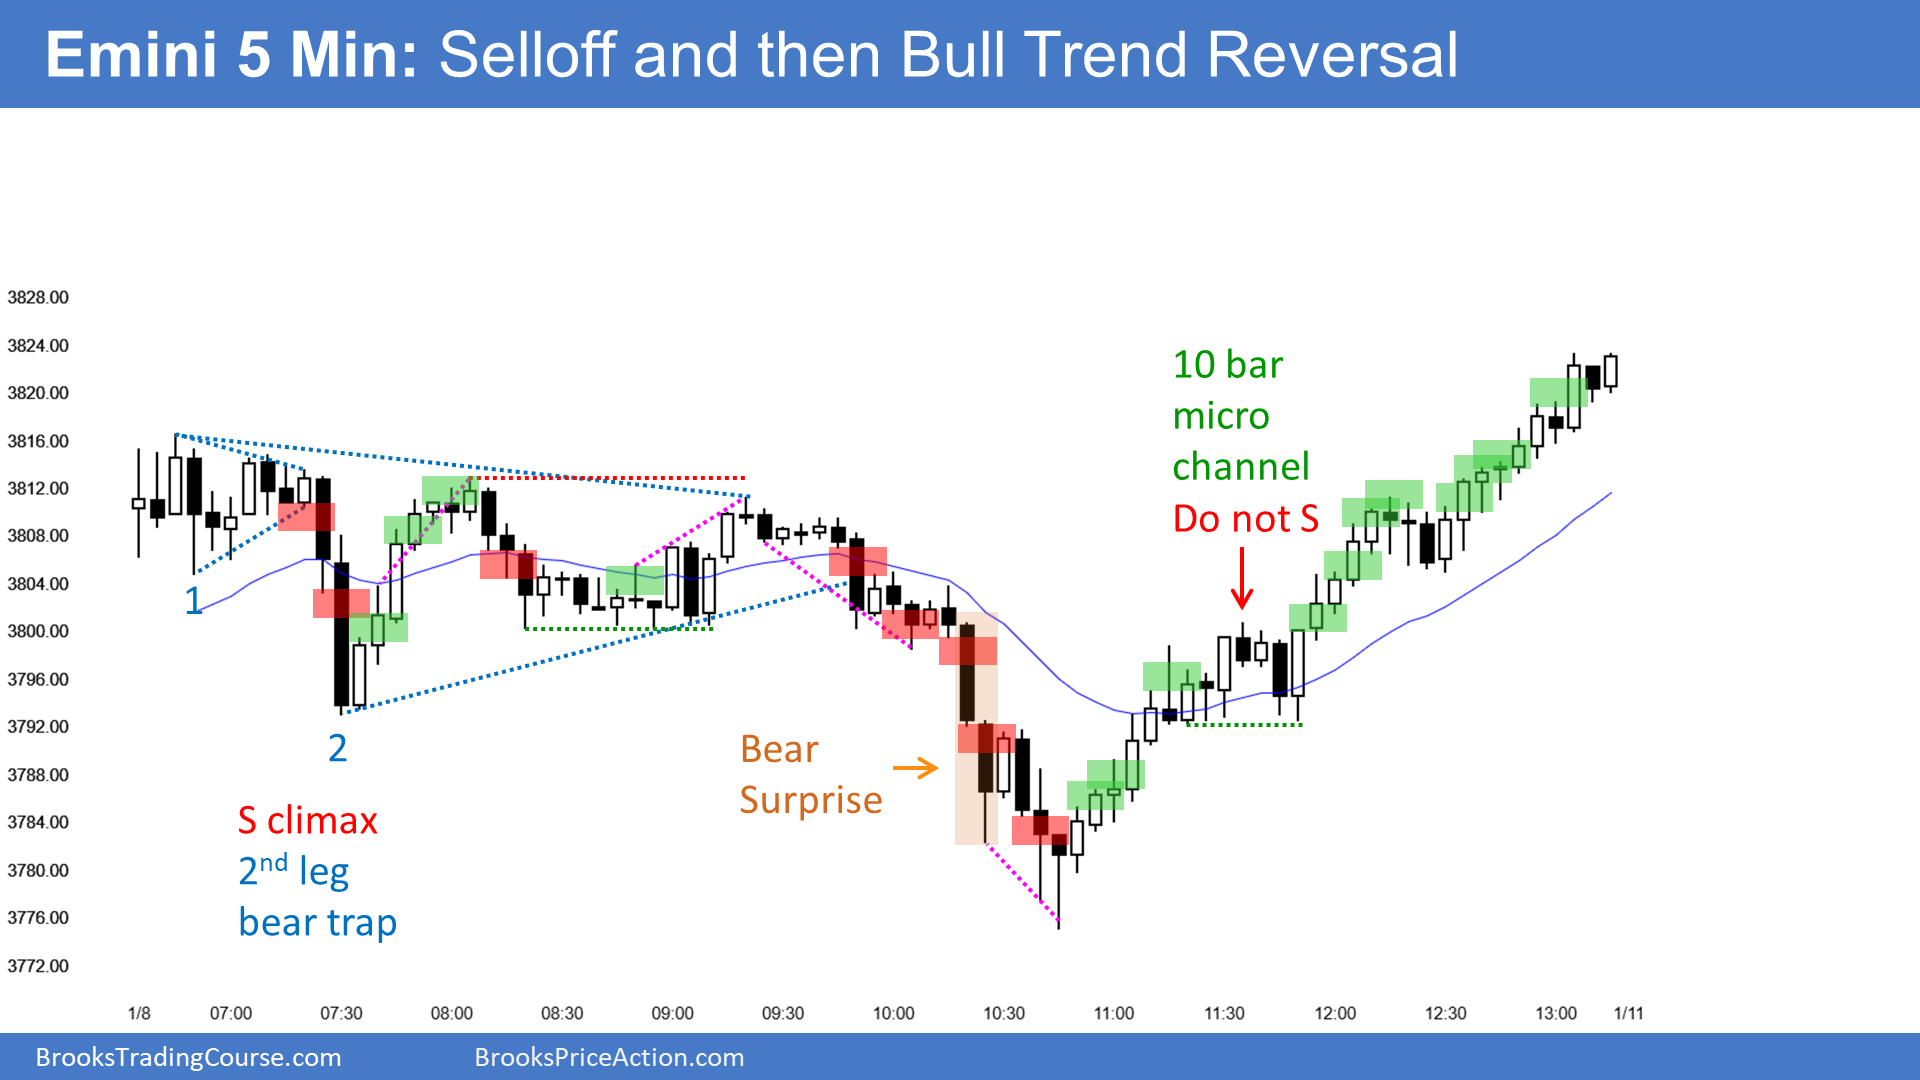 Emini 5 Min: Selloff and then Bull Trend Reversal
3828.00
3824.00
3820.00
3816.00
3812.00
3808.00
3804.00
3800.00
3796.00
3792.00
3788.00
3784.00
3780.00
3776.00
3772.00
10 bar
micro
channel
Do not S
1
2
Bear
Surprise
S climax
2nd leg
bear trap
1/8 07:00 07:30 08:00 08:30 09:00 09:30 10:00 10:30 11:00 11:30 12:00 12:30 13:00 1/11
BrooksTradingCourse.com BrooksPriceAction.com